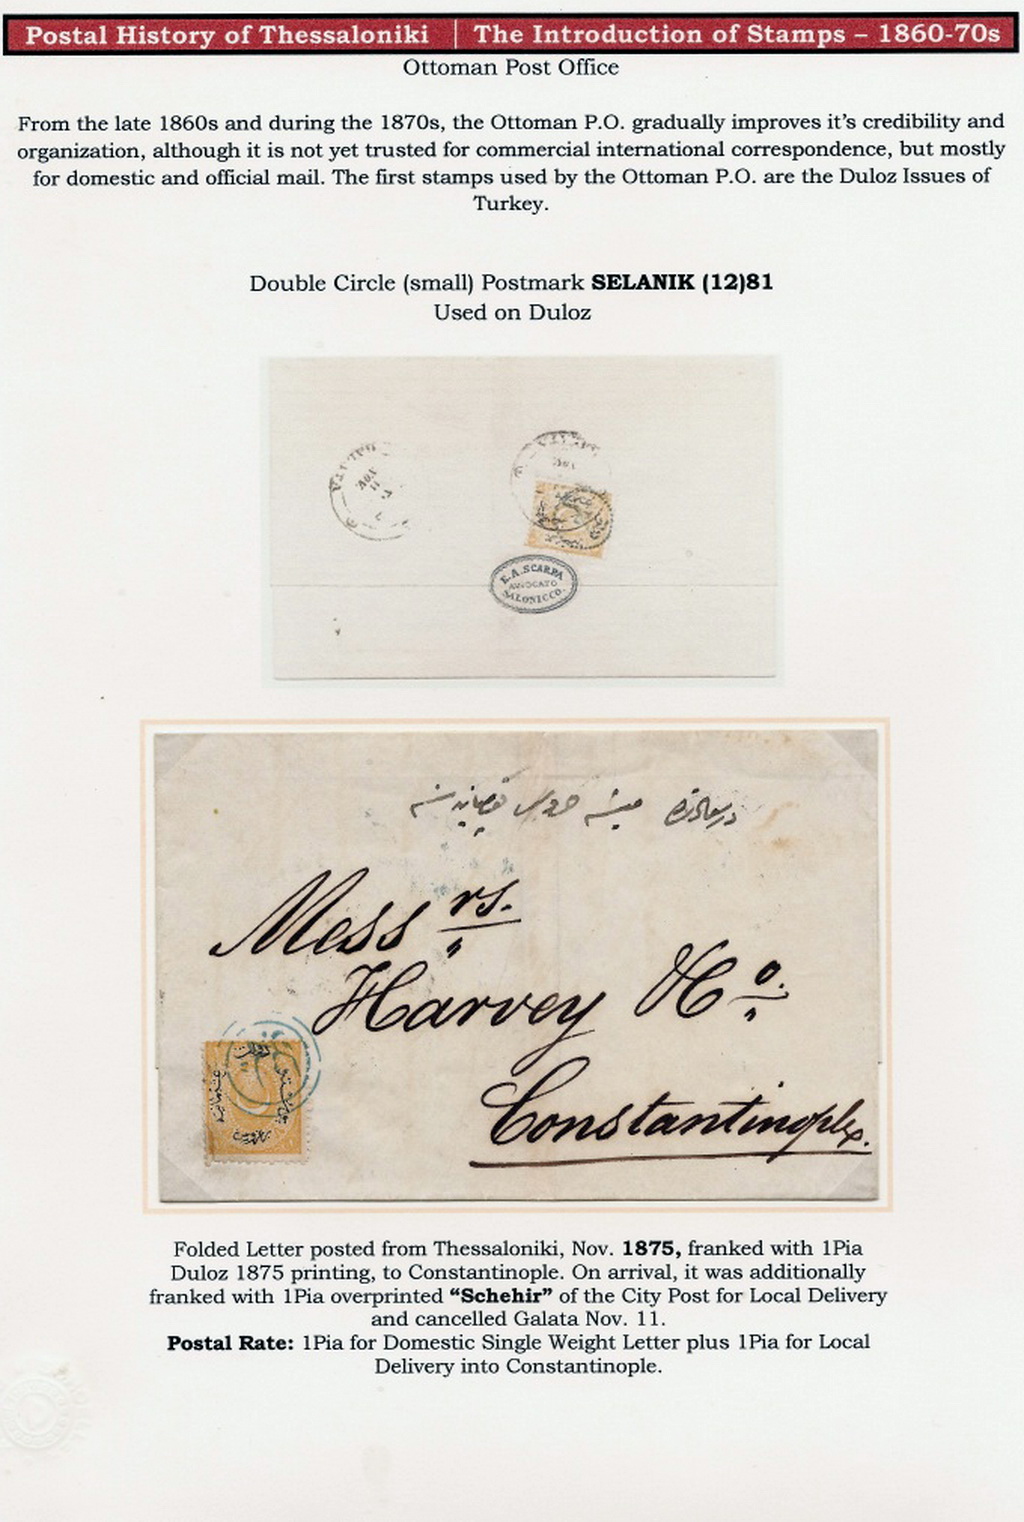 Postal History of Thessaloniki | The Introduction of Stamps – 1860-70s
Ottoman Post Office
From the late 1860s and during the 1870s, the Ottoman P.O. gradually improves it's credibility and
organization, although it is not yet trusted for commercial international correspondence, but mostly
for domestic and official mail. The first stamps used by the Ottoman P.O. are the Duloz Issues of
Turkey.
Double Circle (small) Postmark SELANIK (12)81
Used on Duloz
NOV
11
E.A. SCARPA
AVVOCATO
SALONICCO.
Messrs.
Harvey & Co.
Constantinople.
Folded Letter posted from Thessaloniki, Nov. 1875, franked with 1Pia
Duloz 1875 printing, to Constantinople. On arrival, it was additionally
franked with 1Pia overprinted “Schehir” of the City Post for Local Delivery
and cancelled Galata Nov. 11.
Postal Rate: 1Pia for Domestic Single Weight Letter plus 1Pia for Local
Delivery into Constantinople.